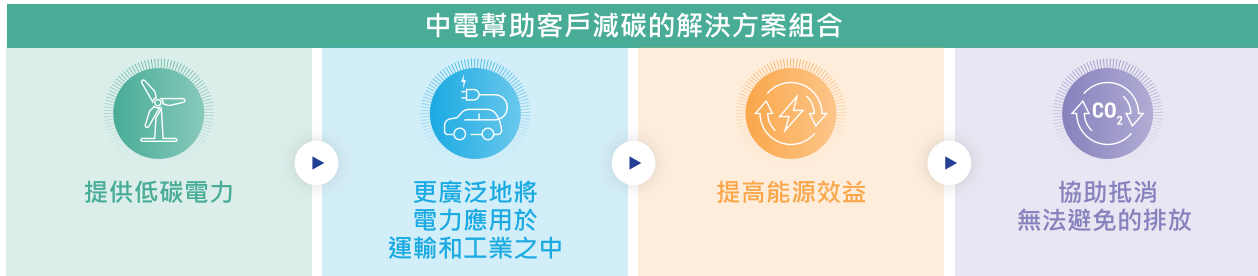 中電幫助客戶減碳的解決方案組合
提供低碳電力
更廣泛地將
電力應用於
運輸和工業之中
提高能源效益
CO2
協助抵消
無法避免的排放